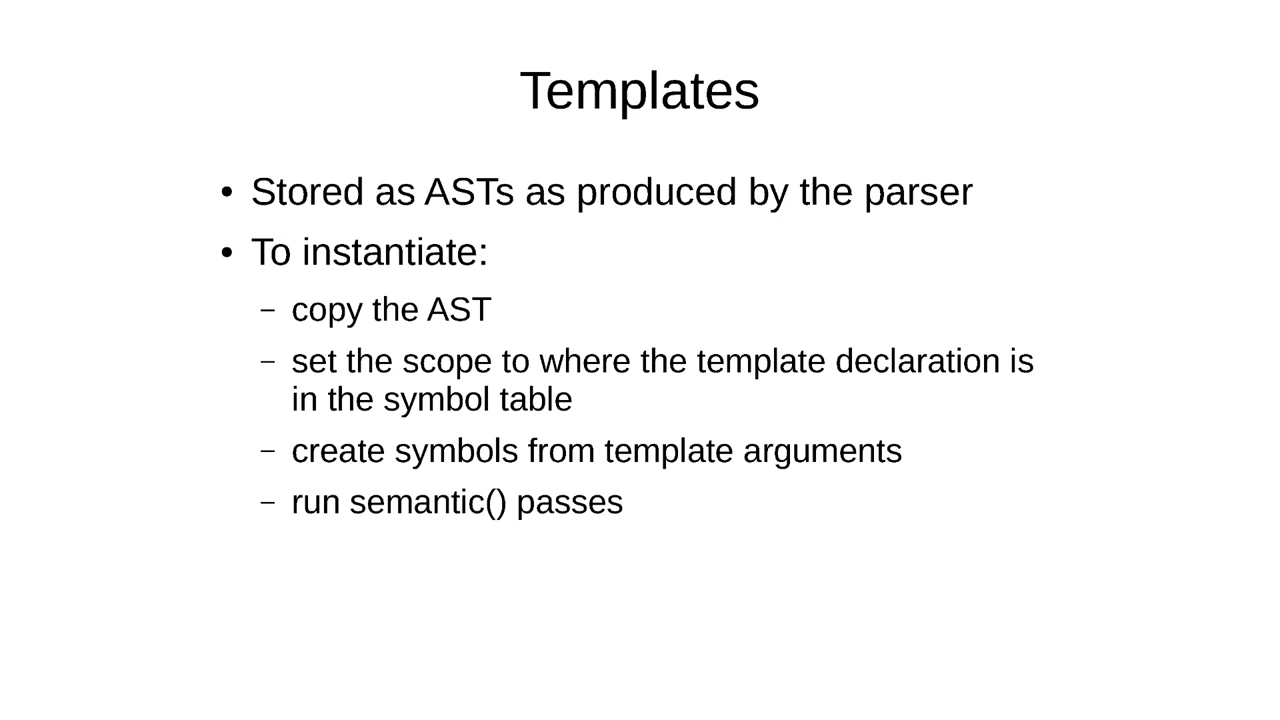 Templates
• Stored as ASTs as produced by the parser
• To instantiate:
– copy the AST
– set the scope to where the template declaration is
in the symbol table
– create symbols from template arguments
– run semantic() passes